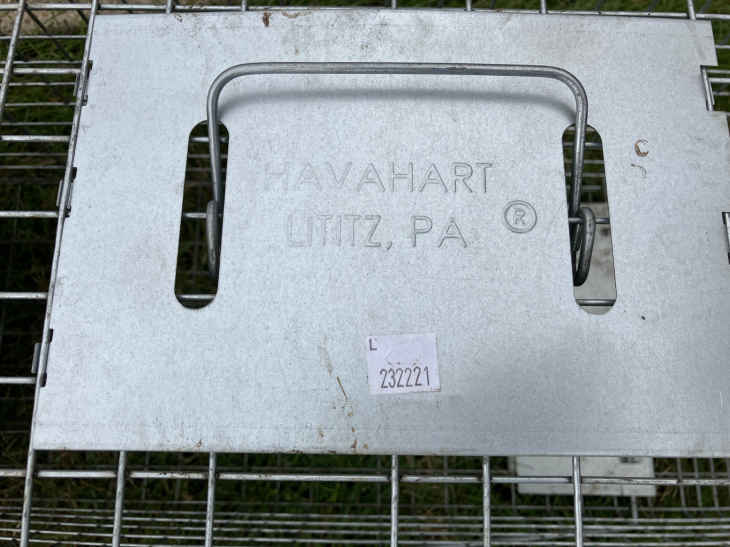 HAVAHART
LITITZ, PA ®
L
232221